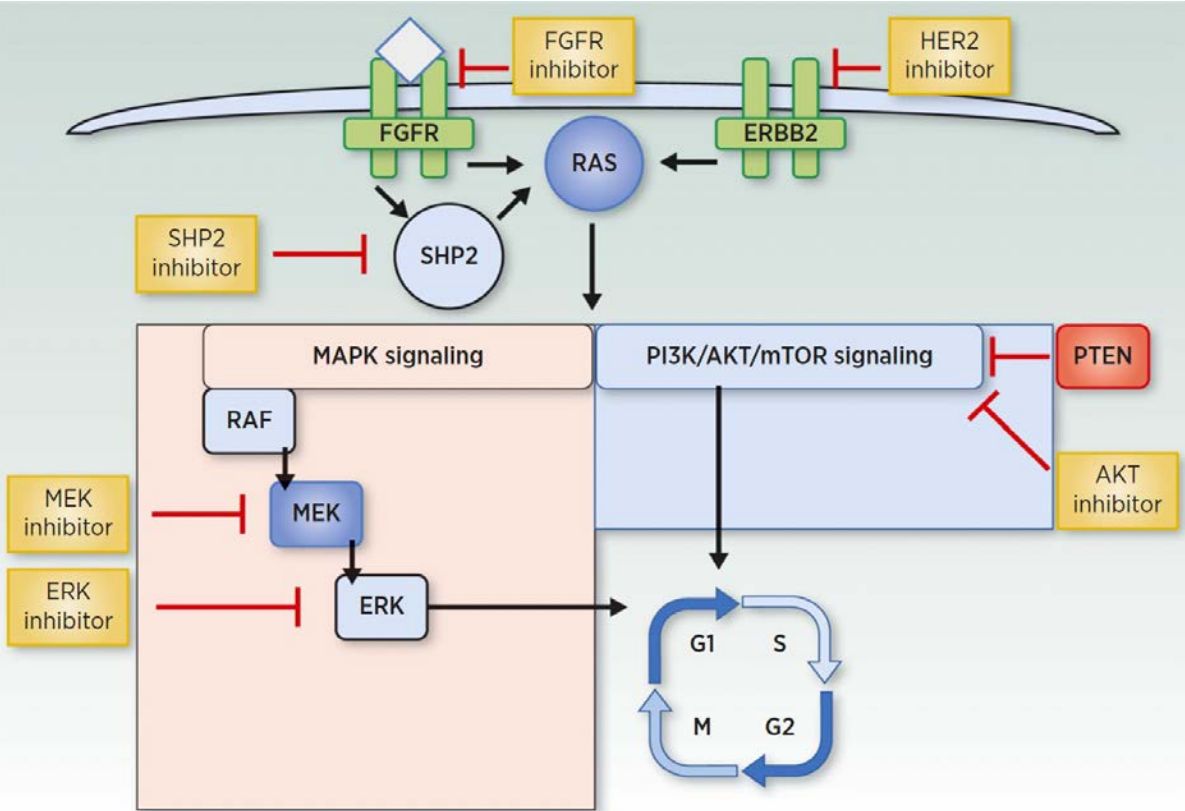 FGFR
inhibitor
HER2
inhibitor
FGFR
RAS
ERBB2
SHP2
inhibitor
SHP2
MAPK signaling
PI3K/AKT/mTOR signaling
PTEN
RAF
MEK
inhibitor
MEK
AKT
inhibitor
ERK
inhibitor
ERK
G1
S
M
G2